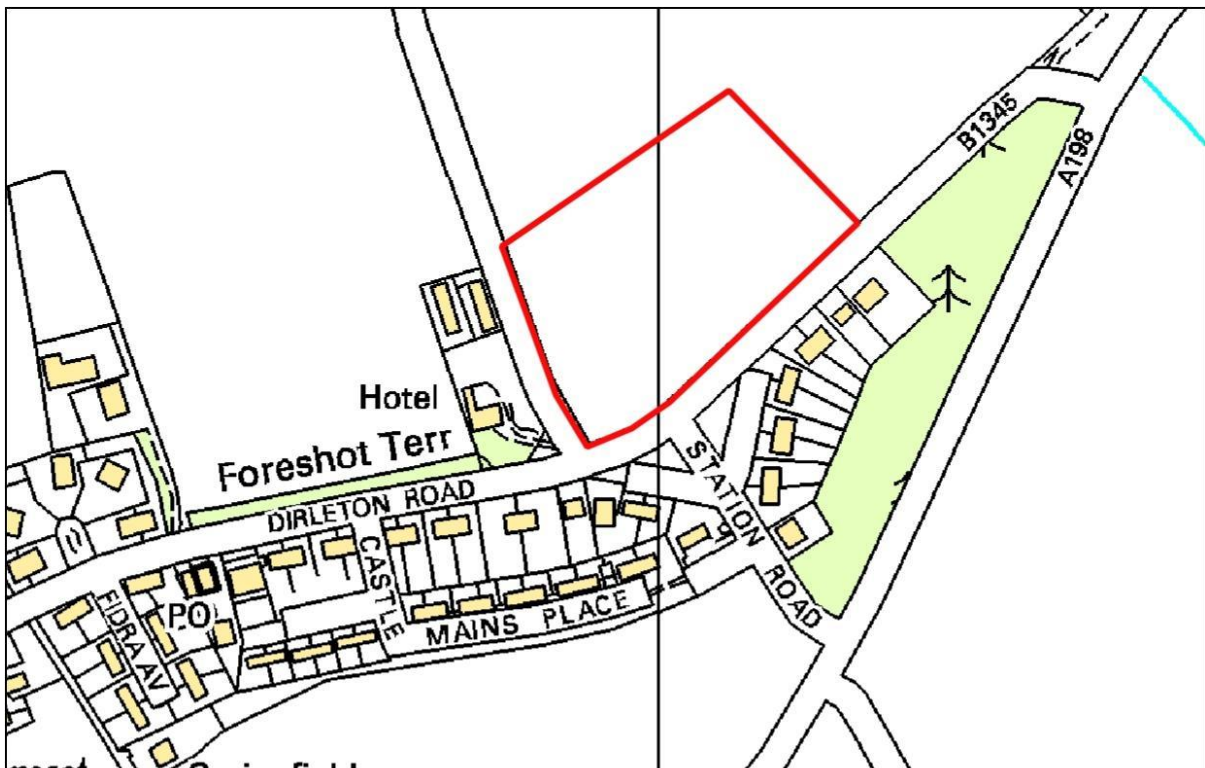 B1345
A198
Hotel
Foreshot Terr
DIRLETON ROAD
STATION ROAD
CASTLE
MAINS PLACE
P.O
FIDRA AV